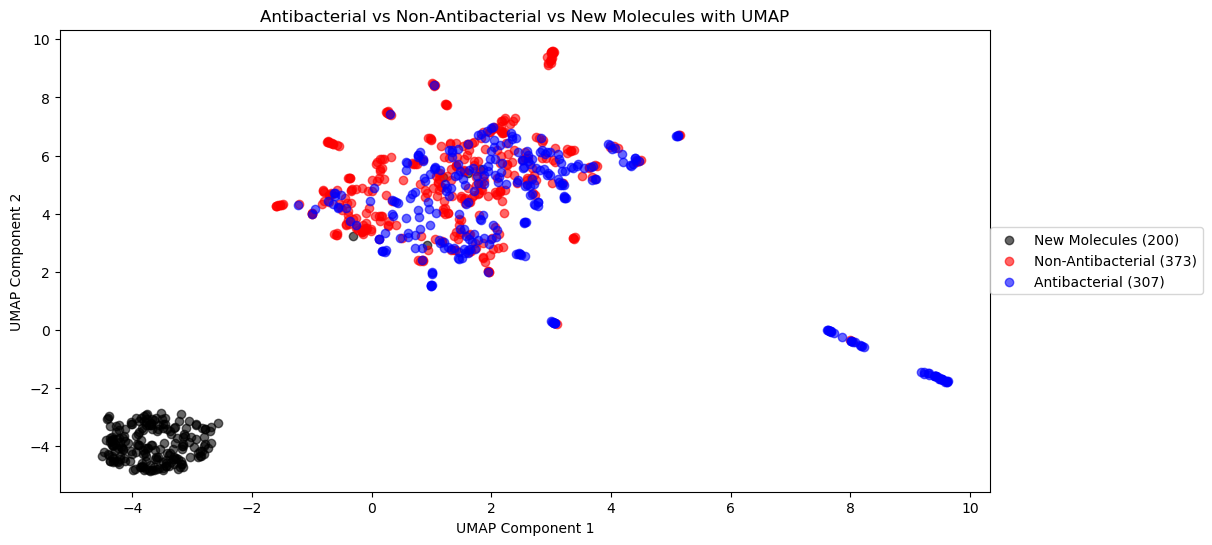 Antibacterial vs Non-Antibacterial vs New Molecules with UMAP
10
8
6
4
2
0
−2
−4
UMAP Component 2
−4
−2
0
2
4
6
8
10
UMAP Component 1
New Molecules (200)
Non-Antibacterial (373)
Antibacterial (307)